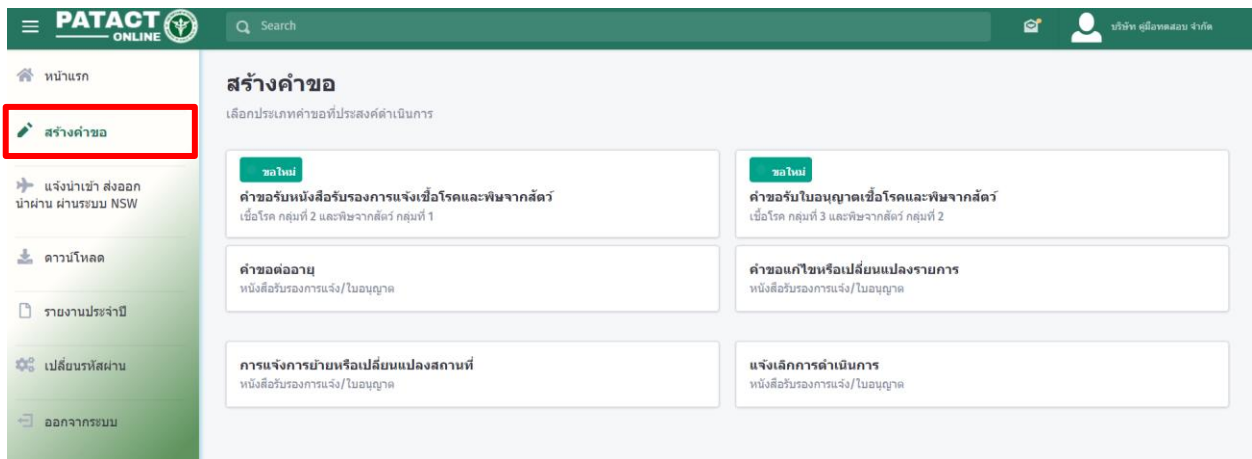 PATACT
ONLINE
Search
บริษัท คู่มือทดสอบ จำกัด
หน้าแรก
สร้างคำขอ
แจ้งนำเข้า ส่งออก
นำผ่าน ผ่านระบบ NSW
ดาวน์โหลด
รายงานประจำปี
เปลี่ยนรหัสผ่าน
ออกจากระบบ
สร้างคำขอ
เลือกประเภทคำขอที่ประสงค์ดำเนินการ
ขอใหม่
คำขอรับหนังสือรับรองการแจ้งเชื้อโรคและพิษจากสัตว์
เชื้อโรค กลุ่มที่ 2 และพิษจากสัตว์ กลุ่มที่ 1
ขอใหม่
คำขอรับใบอนุญาตเชื้อโรคและพิษจากสัตว์
เชื้อโรค กลุ่มที่ 3 และพิษจากสัตว์ กลุ่มที่ 2
คำขอต่ออายุ
หนังสือรับรองการแจ้ง/ใบอนุญาต
คำขอแก้ไขหรือเปลี่ยนแปลงรายการ
หนังสือรับรองการแจ้ง/ใบอนุญาต
การแจ้งการย้ายหรือเปลี่ยนแปลงสถานที่
หนังสือรับรองการแจ้ง/ใบอนุญาต
แจ้งเลิกการดำเนินการ
หนังสือรับรองการแจ้ง/ใบอนุญาต